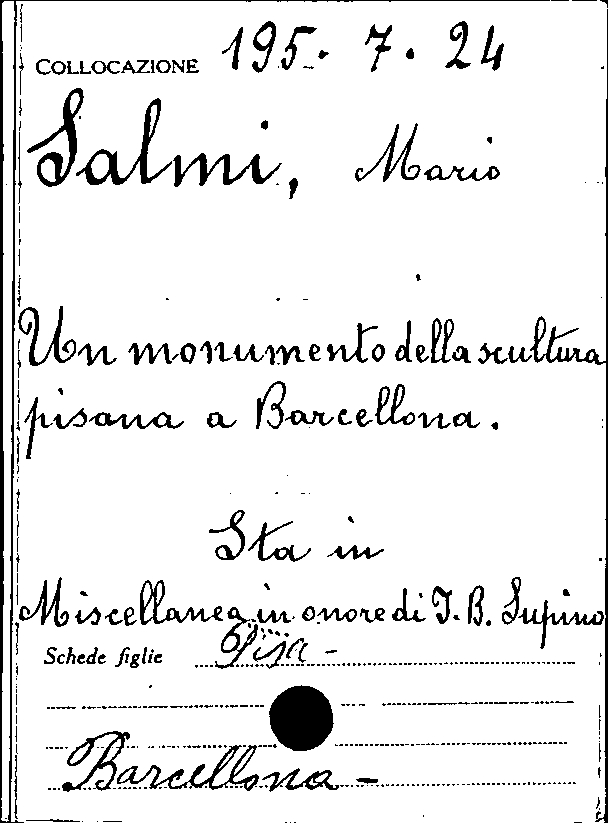 COLLOCAZIONE 195. 7. 24
Salmi, Mario
Un monumento della scultura
pisana a Barcellona.
Sta in
Miscellanea in onore di I. B. Supino
Schede figlie Pisa -
Barcellona -